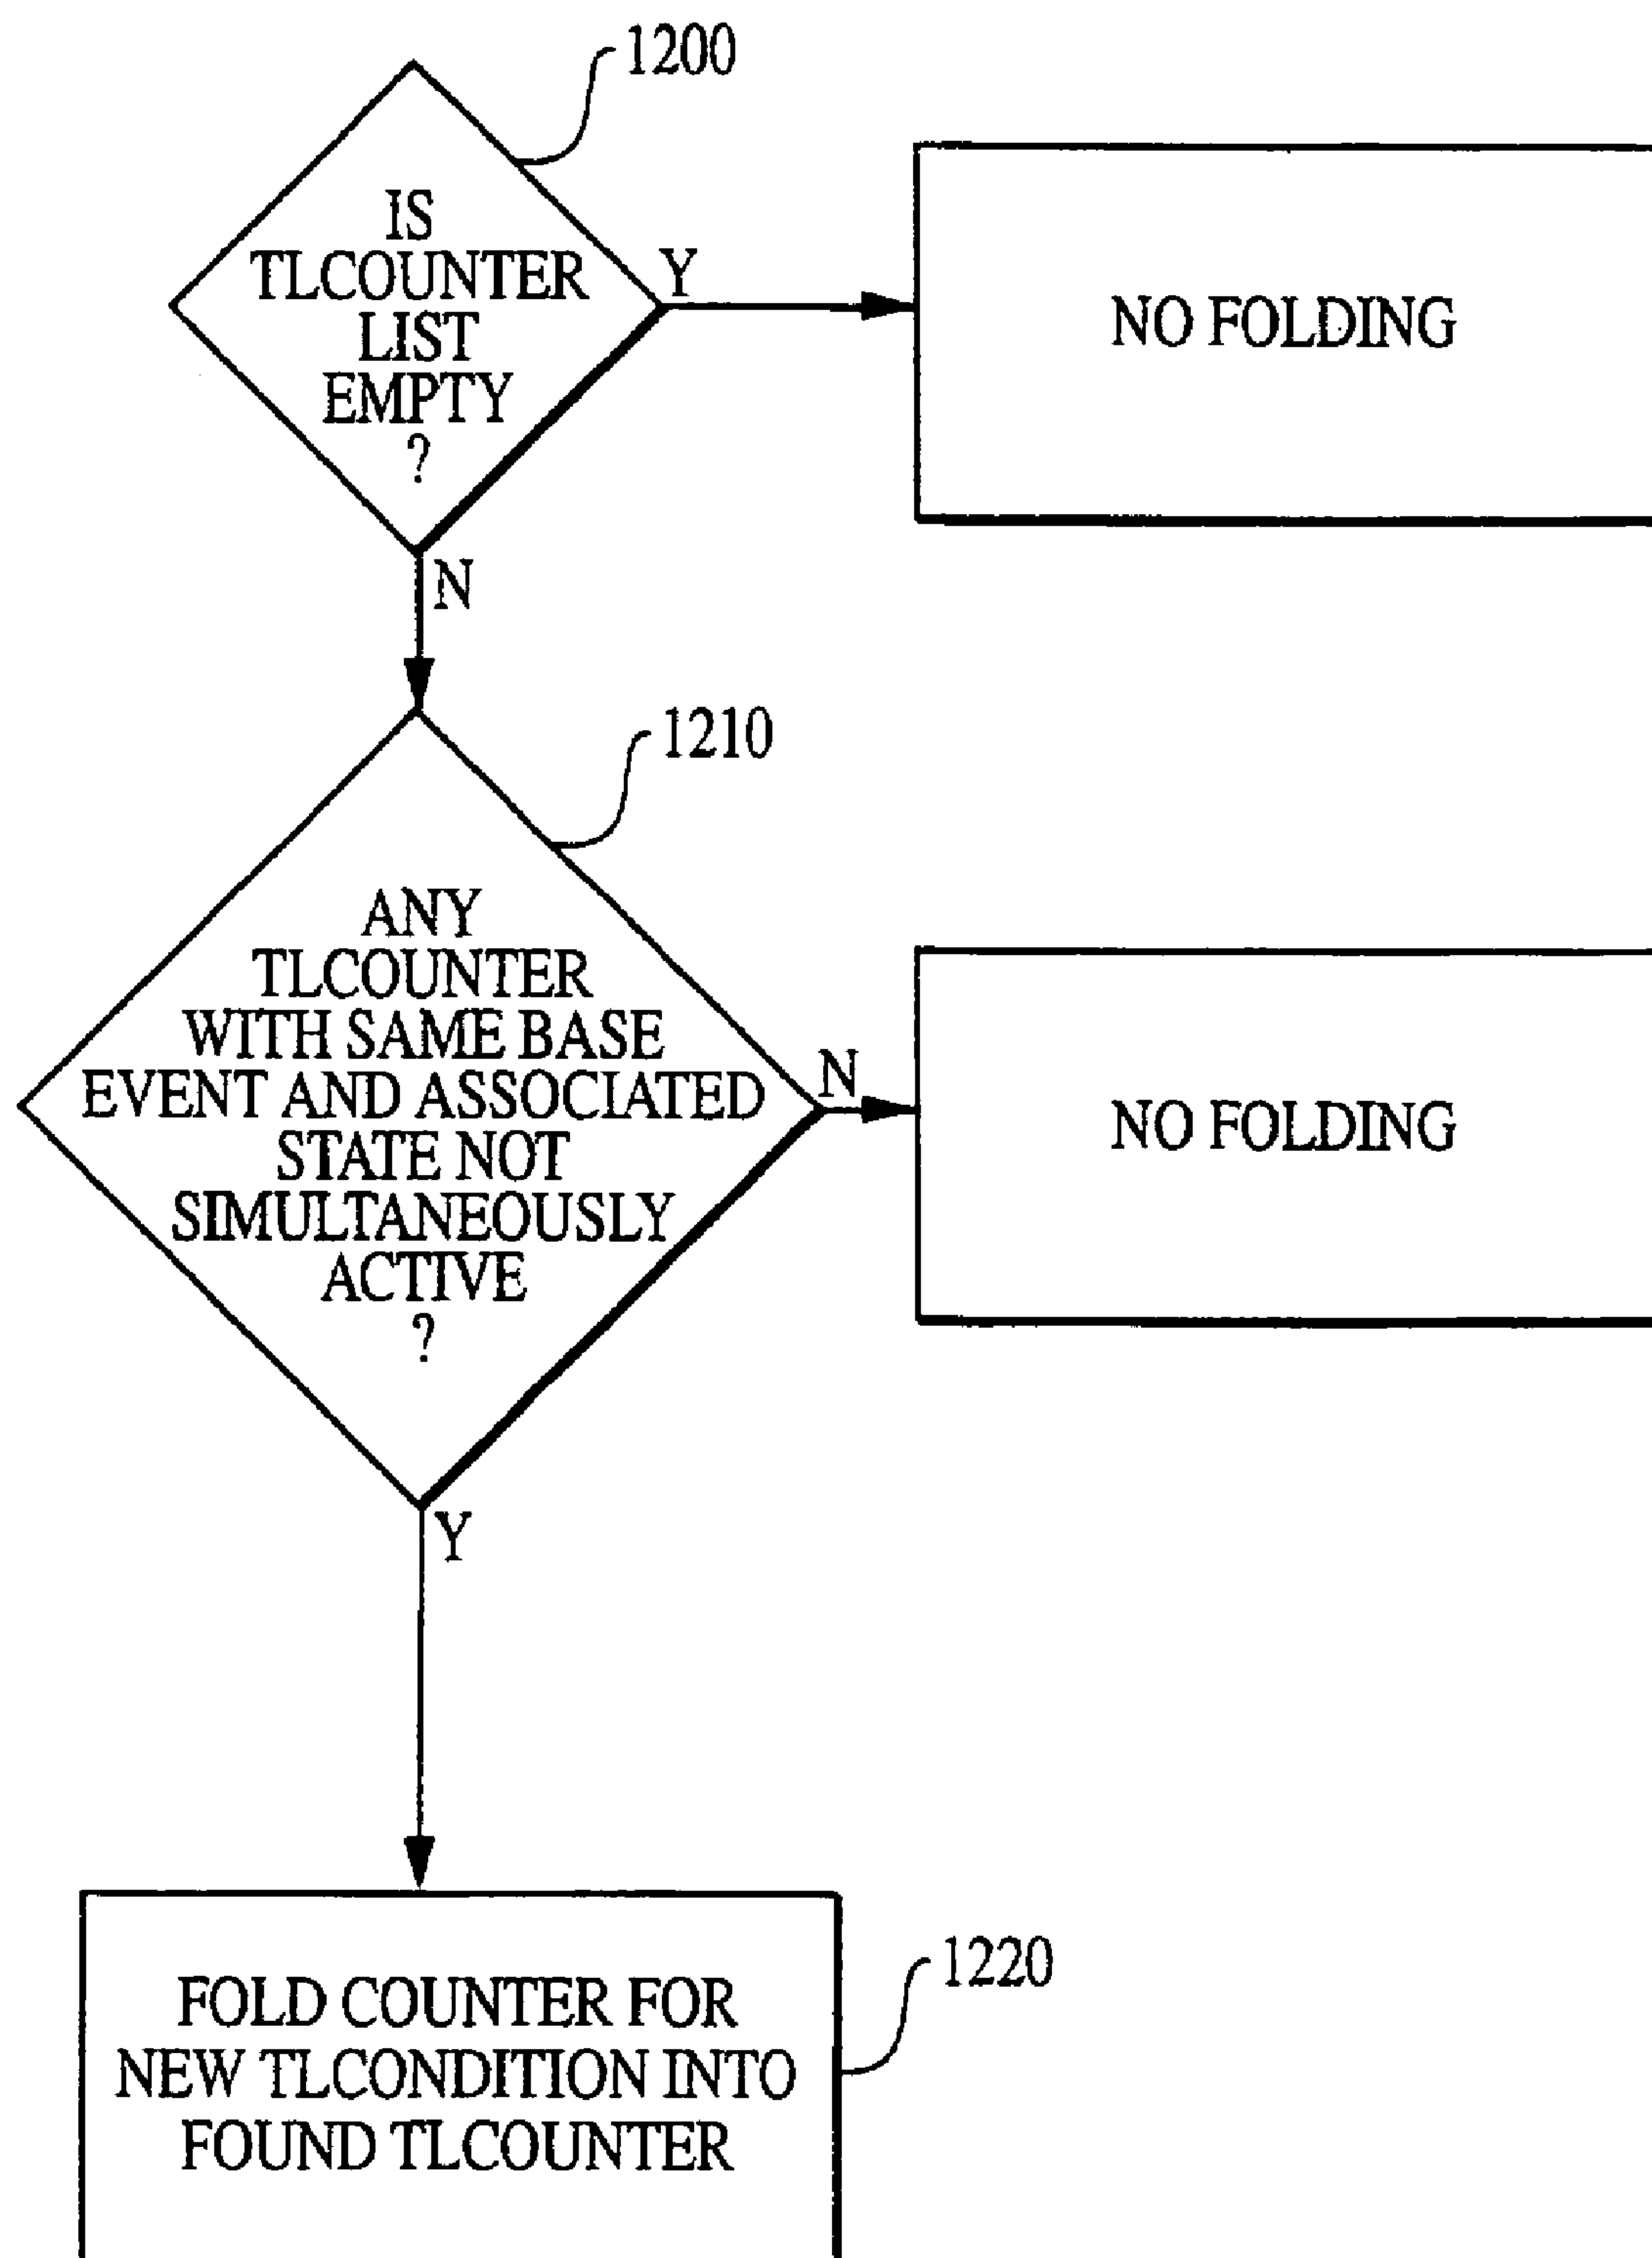 1200
IS
TLCOUNTER
LIST
EMPTY
?
Y
NO FOLDING
N
1210
ANY
TLCOUNTER
WITH SAME BASE
EVENT AND ASSOCIATED
STATE NOT
SIMULTANEOUSLY
ACTIVE
?
N
NO FOLDING
Y
1220
FOLD COUNTER FOR
NEW TLCONDITION INTO
FOUND TLCOUNTER